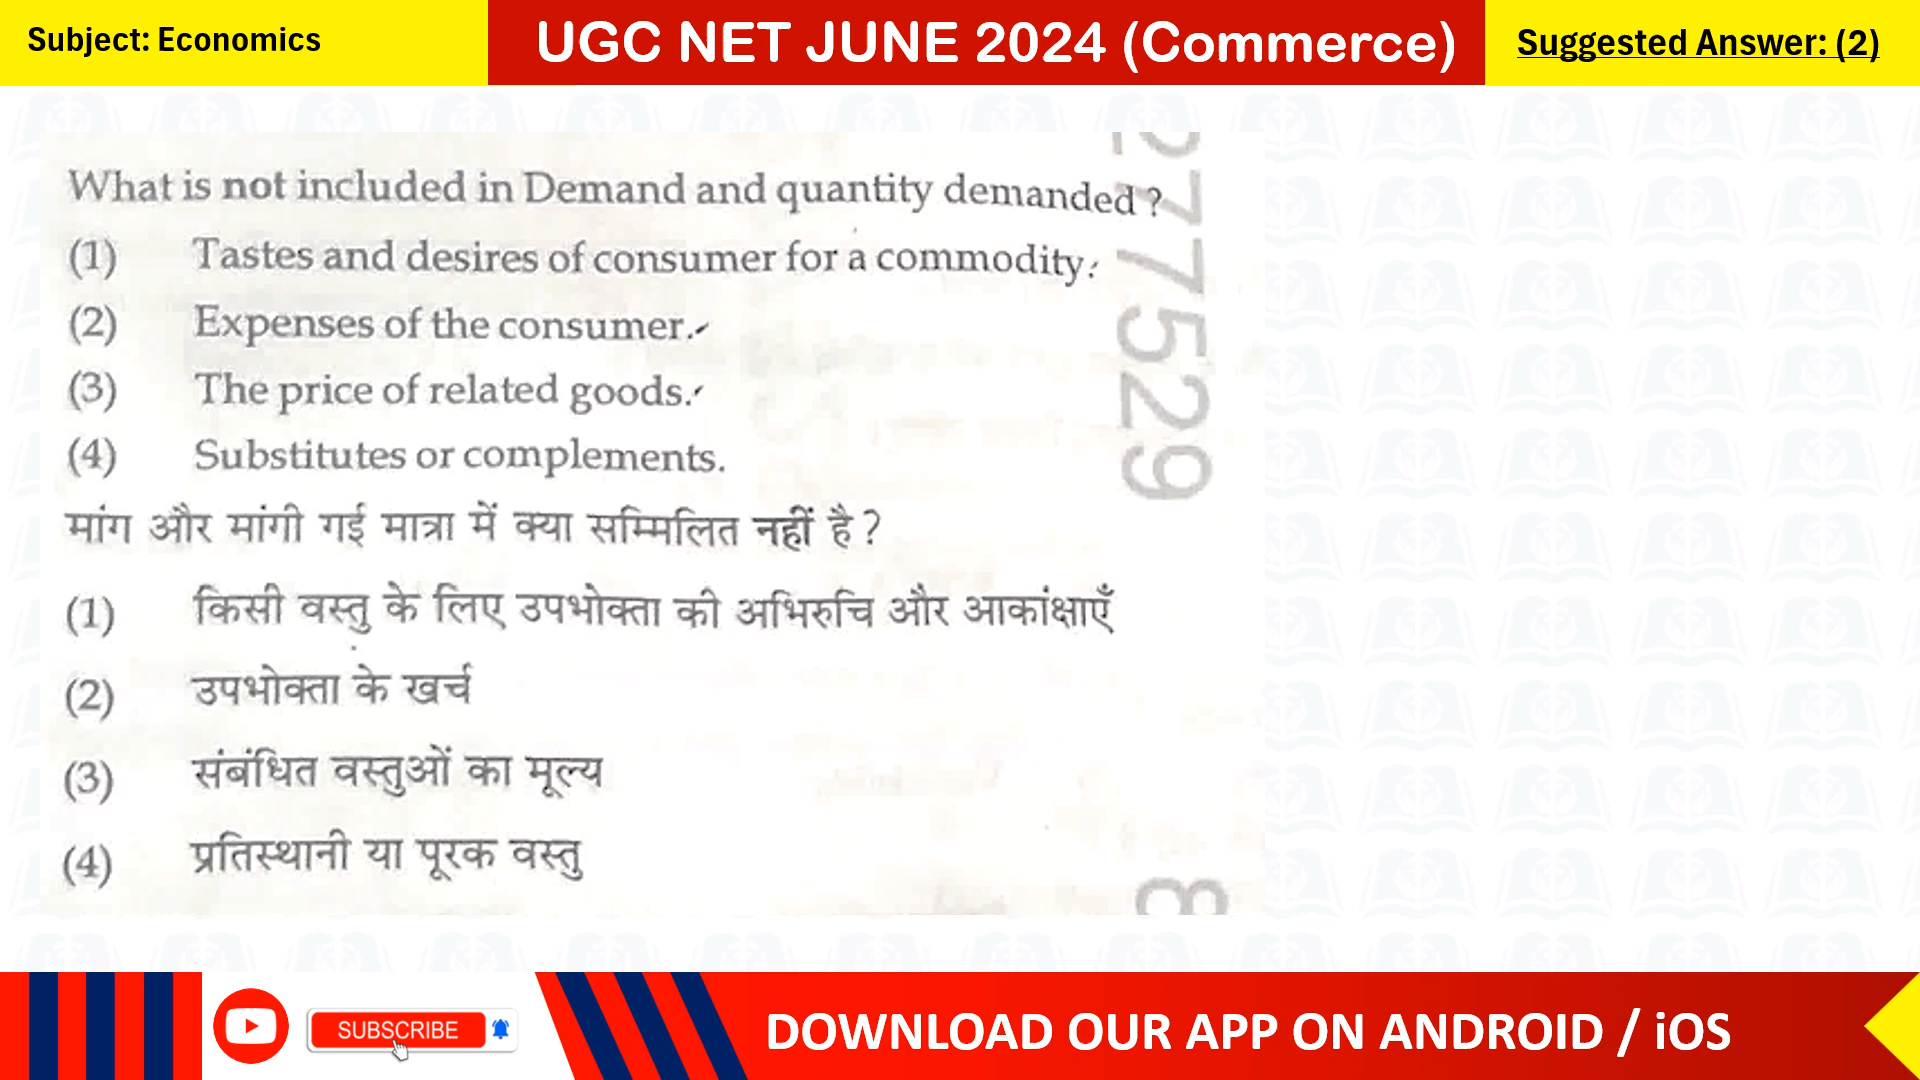 Subject: Economics
UGC NET JUNE 2024 (Commerce)
Suggested Answer: (2)
What is not included in Demand and quantity demanded ?
(1) Tastes and desires of consumer for a commodity.
(2) Expenses of the consumer.
(3) The price of related goods.
(4) Substitutes or complements.
मांग और मांगी गई मात्रा में क्या सम्मिलित नहीं है ?
(1) किसी वस्तु के लिए उपभोक्ता की अभिरुचि और आकांक्षाएँ
(2) उपभोक्ता के खर्च
(3) संबंधित वस्तुओं का मूल्य
(4) प्रतिस्थानी या पूरक वस्तु
277529
8
SUBSCRIBE
DOWNLOAD OUR APP ON ANDROID / iOS